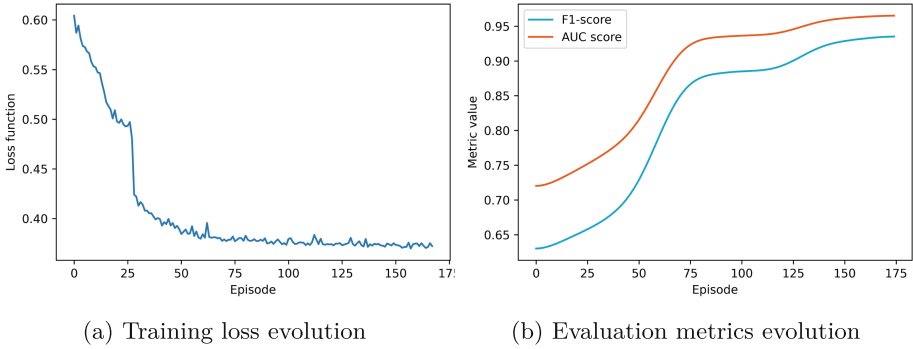 0.60
0.55
0.50
0.45
0.40
Loss function
0 25 50 75 100 125 150
Episode
(a) Training loss evolution
F1-score
AUC score
0.95
0.90
0.85
0.80
0.75
0.70
0.65
Metric value
0 25 50 75 100 125 150 175
Episode
(b) Evaluation metrics evolution